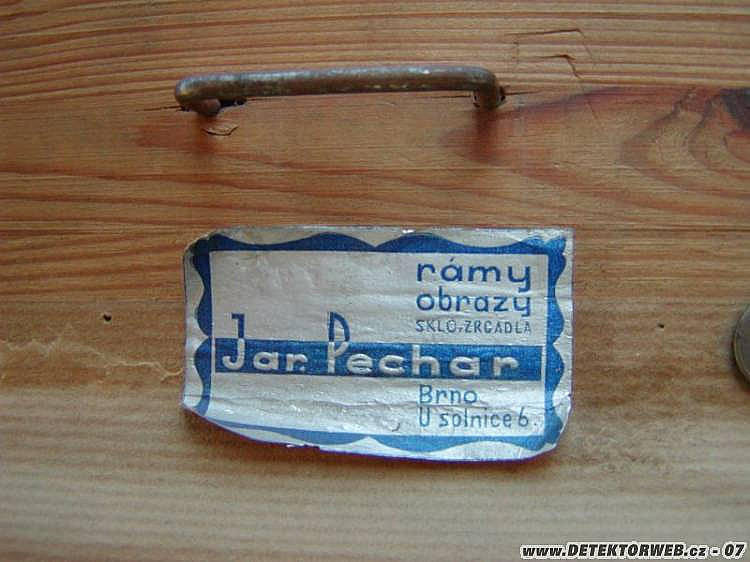 rámy
obrazy
SKLO, ZRCADLA
Jar. Pechar
Brno
U solnice 6.
www.DETEKTORWEB.cz - 07